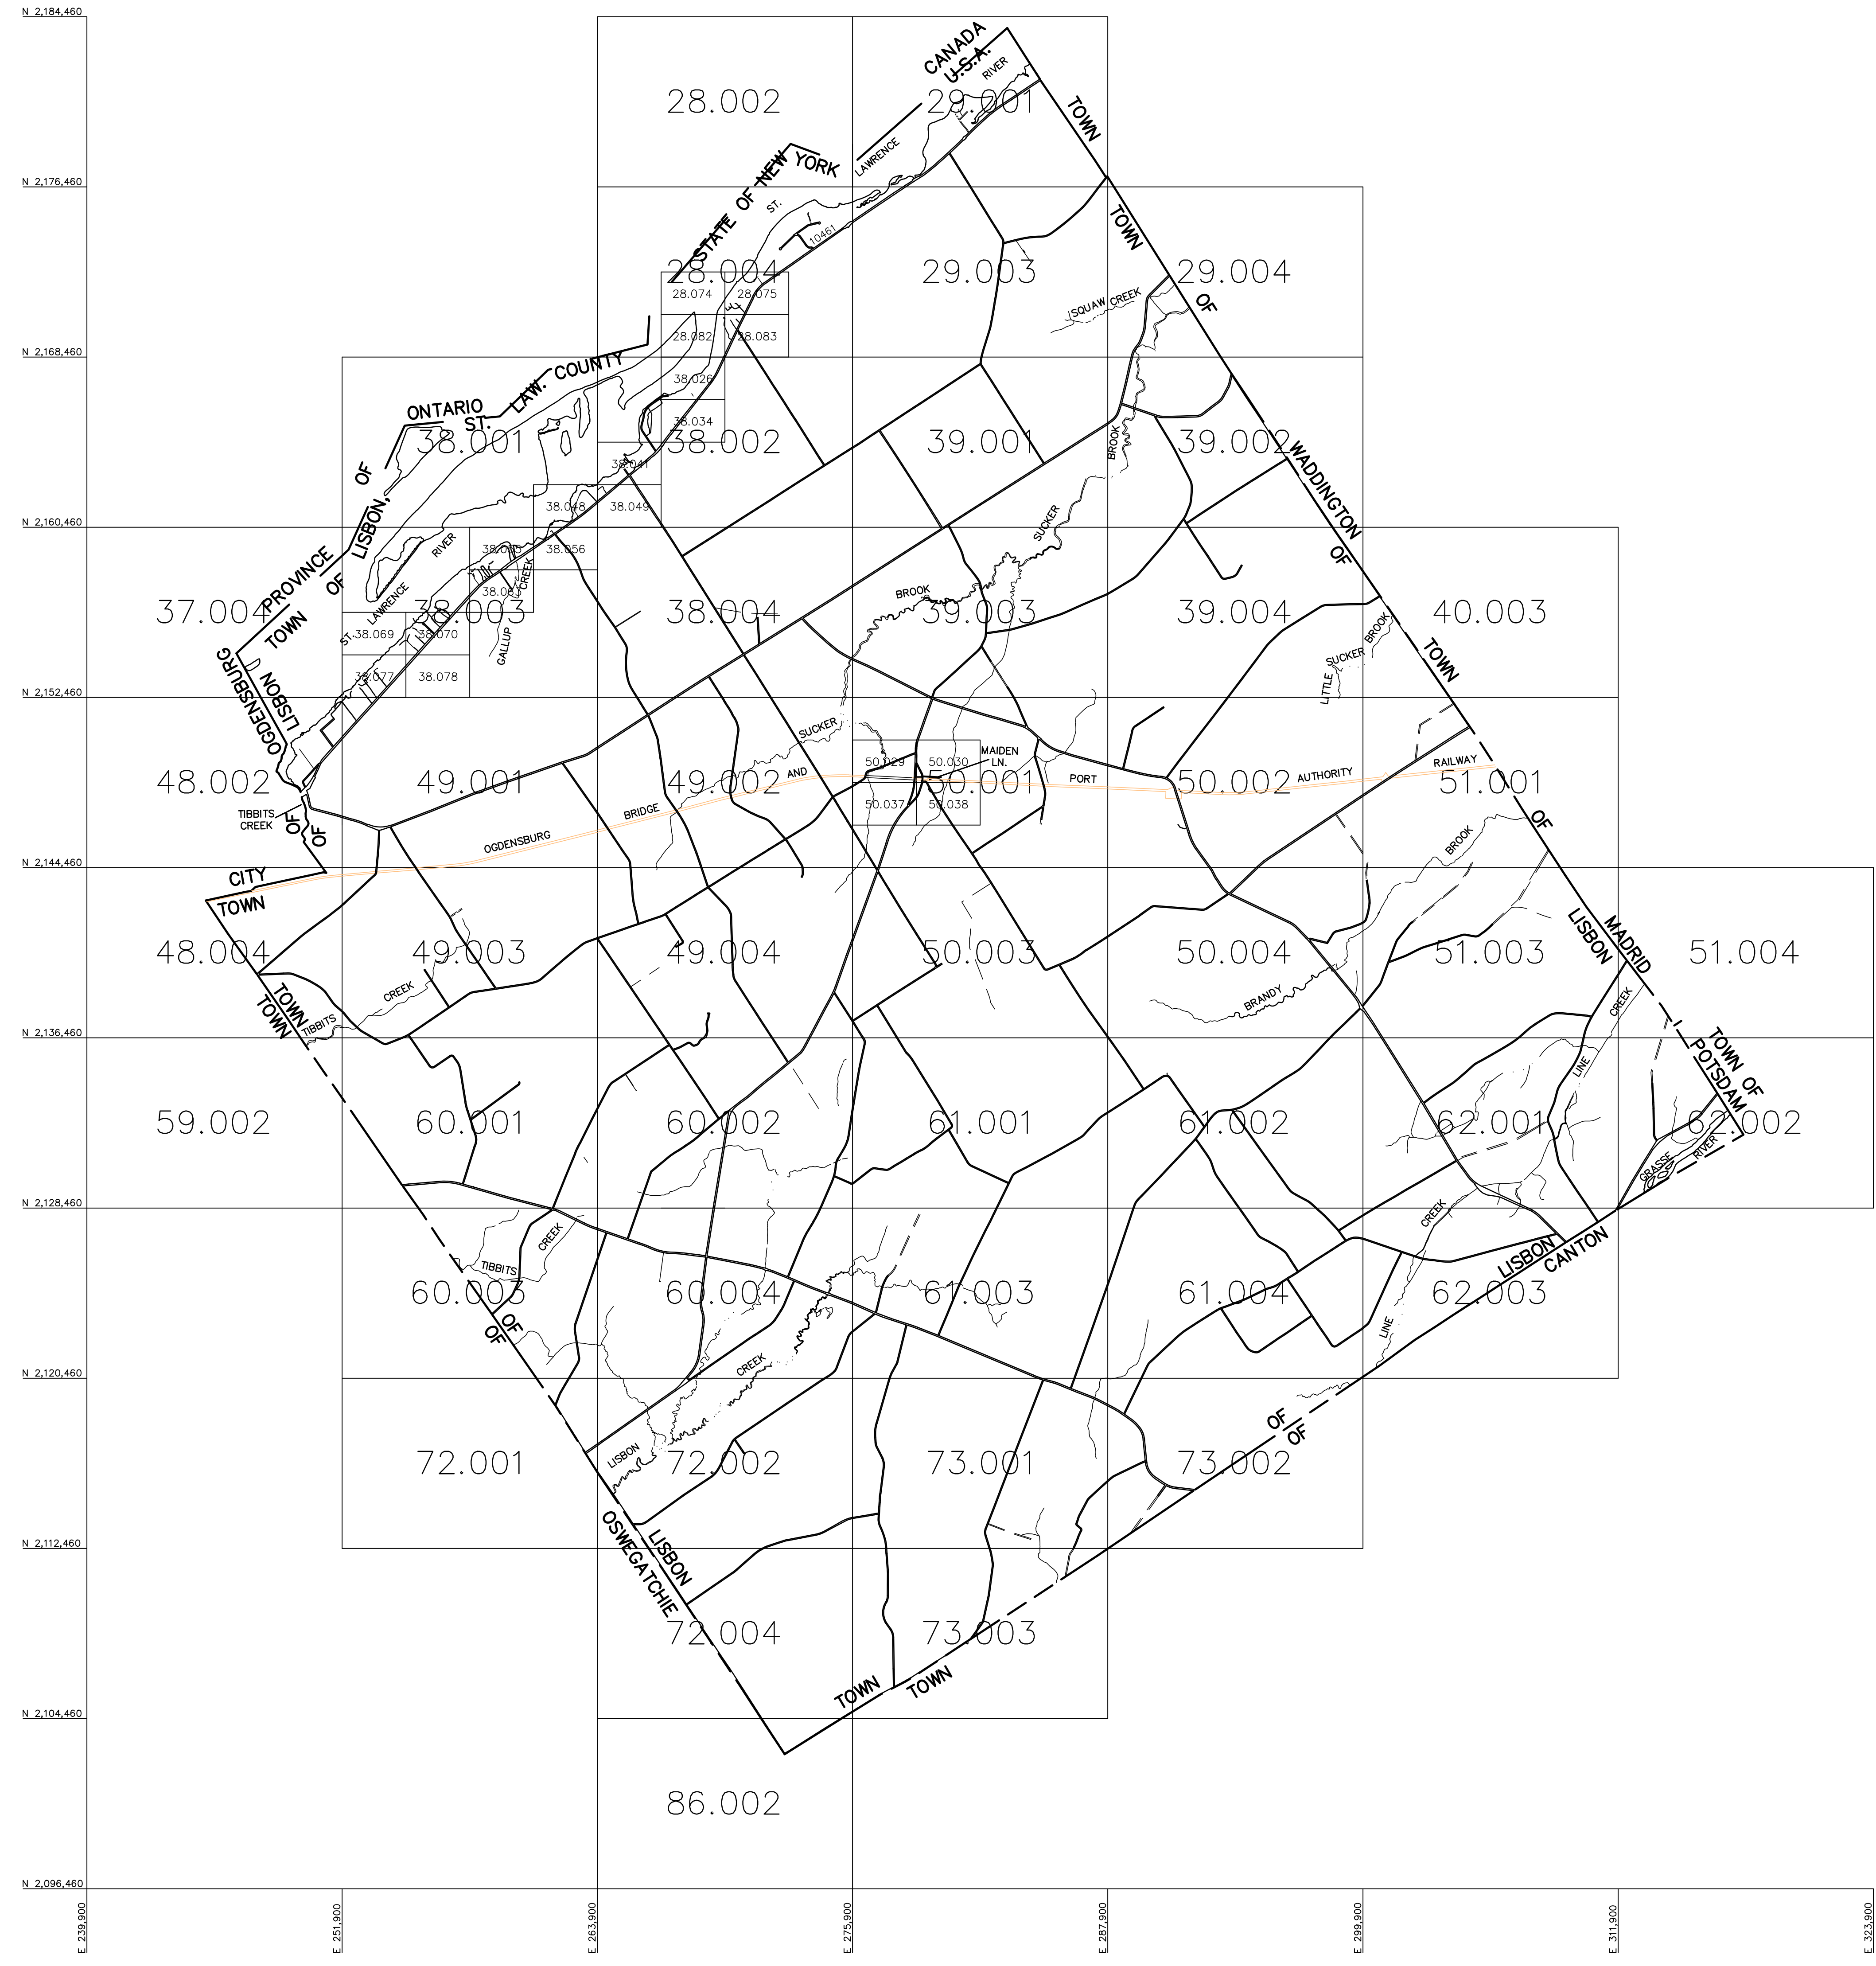 N 2,184,460
CANADA
U.S.A.
RIVER
28.002
29.001
TOWN
STATE OF NEW YORK
LAWRENCE
N 2,176,460
ST.
10461
TOWN
28.004
29.003
29.004
28.074
28.075
SQUAW CREEK
OF
28.082
28.083
N 2,168,460
LAW. COUNTY
38.026
ONTARIO
ST.
38.034
38.001
38.002
39.001
BROOK
39.002
WADDINGTON
OF
38.041
LISBON,
38.048
38.049
N 2,160,460
SUCKER
OF
RIVER
38.056
PROVINCE
OF
CREEK
BROOK
LAWRENCE
37.004
TOWN
38.003
38.004
39.003
39.004
40.003
ST.
38.069
38.070
GALLUP
BROOK
SUCKER
TOWN
38.077
38.078
LITTLE
N 2,152,460
OGDENSBURG
LISBON
SUCKER
MAIDEN
LN.
50.029
50.030
48.002
49.001
49.002
AND
50.001
PORT
50.002
AUTHORITY
RAILWAY
51.001
50.037
50.038
TIBBITS
CREEK
OF
OF
BRIDGE
OGDENSBURG
BROOK
OF
N 2,144,460
CITY
TOWN
LISBON
MADRID
48.004
49.003
49.004
50.003
50.004
51.003
51.004
CREEK
BRANDY
CREEK
TOWN
TOWN
TIBBITS
N 2,136,460
TOWN OF
POTSDAM
LINE
59.002
60.001
60.002
61.001
61.002
62.001
62.002
GRASSE
RIVER
N 2,128,460
CREEK
CREEK
LISBON
CANTON
TIBBITS
60.003
60.004
61.003
61.004
62.003
OF
OF
LINE
CREEK
N 2,120,460
OF
OF
LISBON
72.001
72.002
73.001
73.002
OSWEGATCHIE
LISBON
N 2,112,460
72.004
73.003
TOWN
TOWN
N 2,104,460
86.002
N 2,096,460
E 239,900
E 251,900
E 263,900
E 275,900
E 287,900
E 299,900
E 311,900
E 323,900